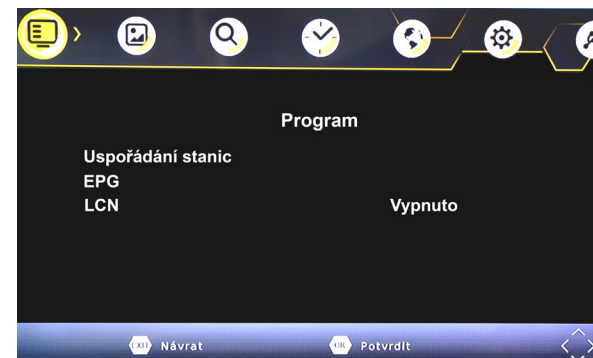 Program
Uspořádání stanic
EPG
LCN Vypnuto
EXIT Návrat OK Potvrdit